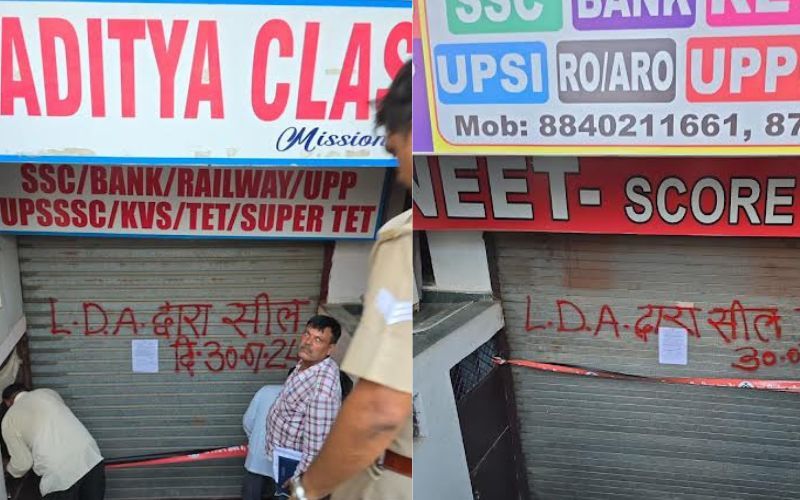 ADITYA CLAS
Mission
SSC/BANK/RAILWAY/UPP
UPSSSC/KVS/TET/SUPER TET
L.D.A. द्वारा सील
दि. 30.07.24
SSC BANK
UPSI RO/ARO UPP
Mob: 8840211661, 87
NEET- SCORE
L.D.A. द्वारा सील
30.0